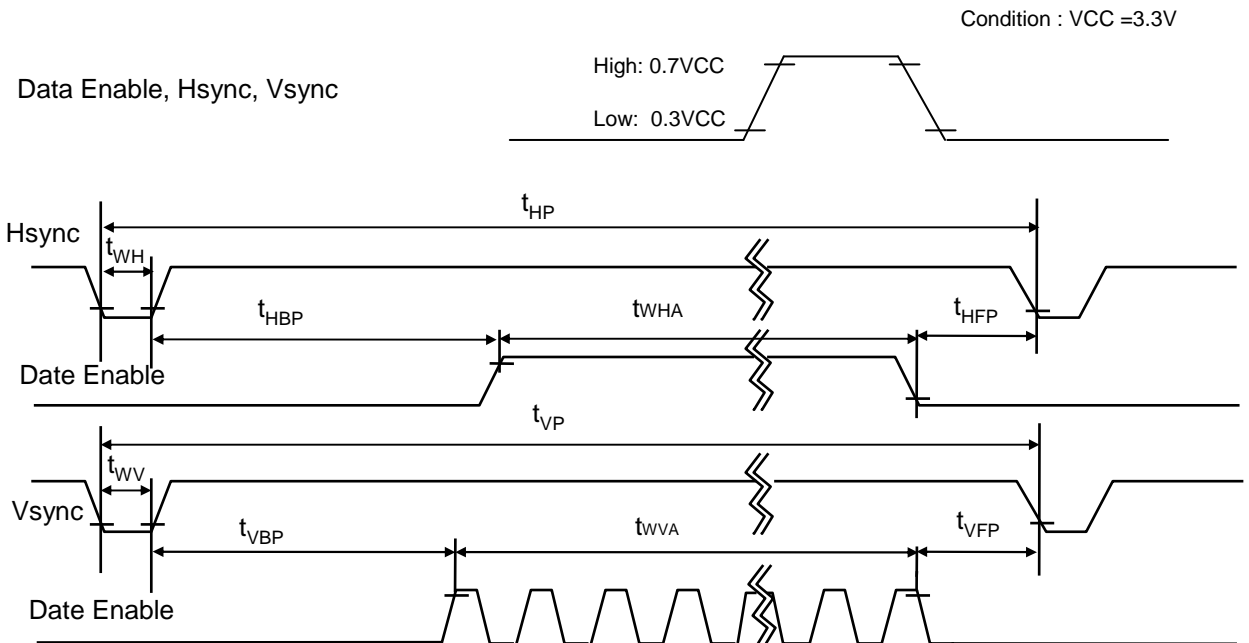 Condition : VCC =3.3V
High: 0.7VCC
Data Enable, Hsync, Vsync
Low: 0.3VCC
tHP
Hsync
tWH
tHBP
tWHA
tHFP
Date Enable
tVP
tWV
Vsync
tVBP
tWVA
tVFP
Date Enable